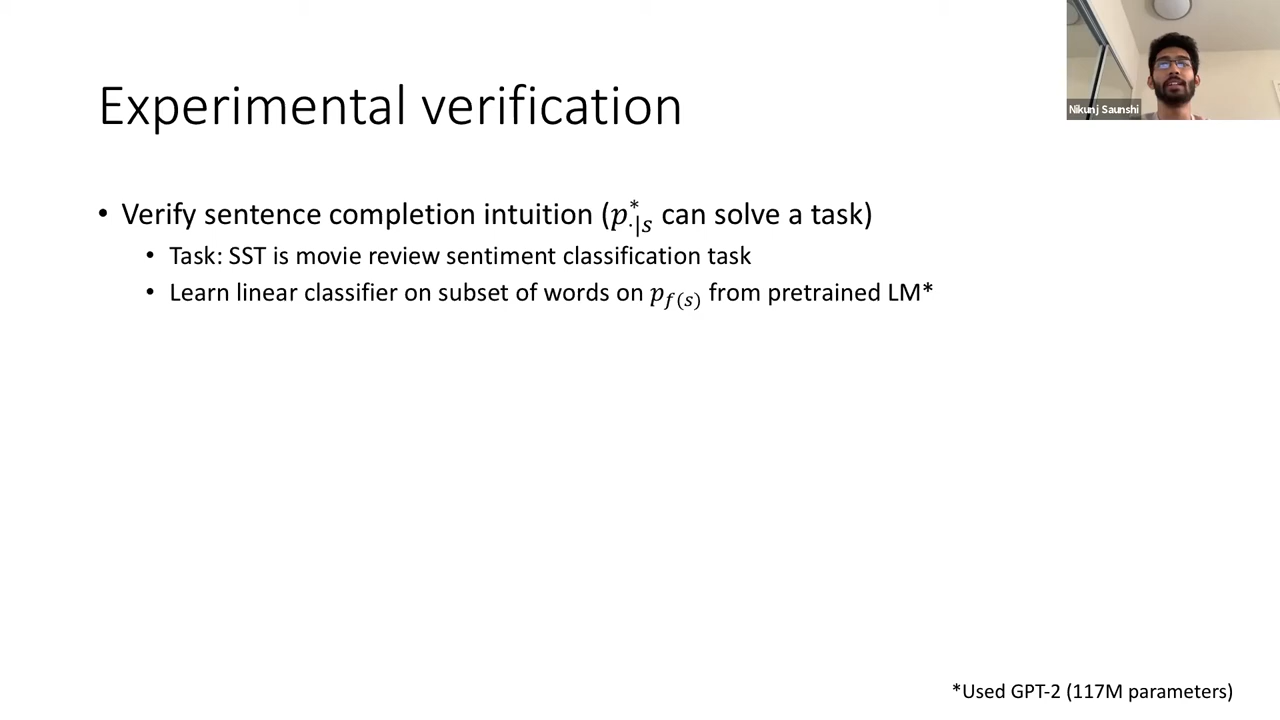 Nikunj Saunshi
Experimental verification
• Verify sentence completion intuition (𝑝*·|𝑠 can solve a task)
• Task: SST is movie review sentiment classification task
• Learn linear classifier on subset of words on 𝑝𝑓(𝑠) from pretrained LM*
*Used GPT-2 (117M parameters)